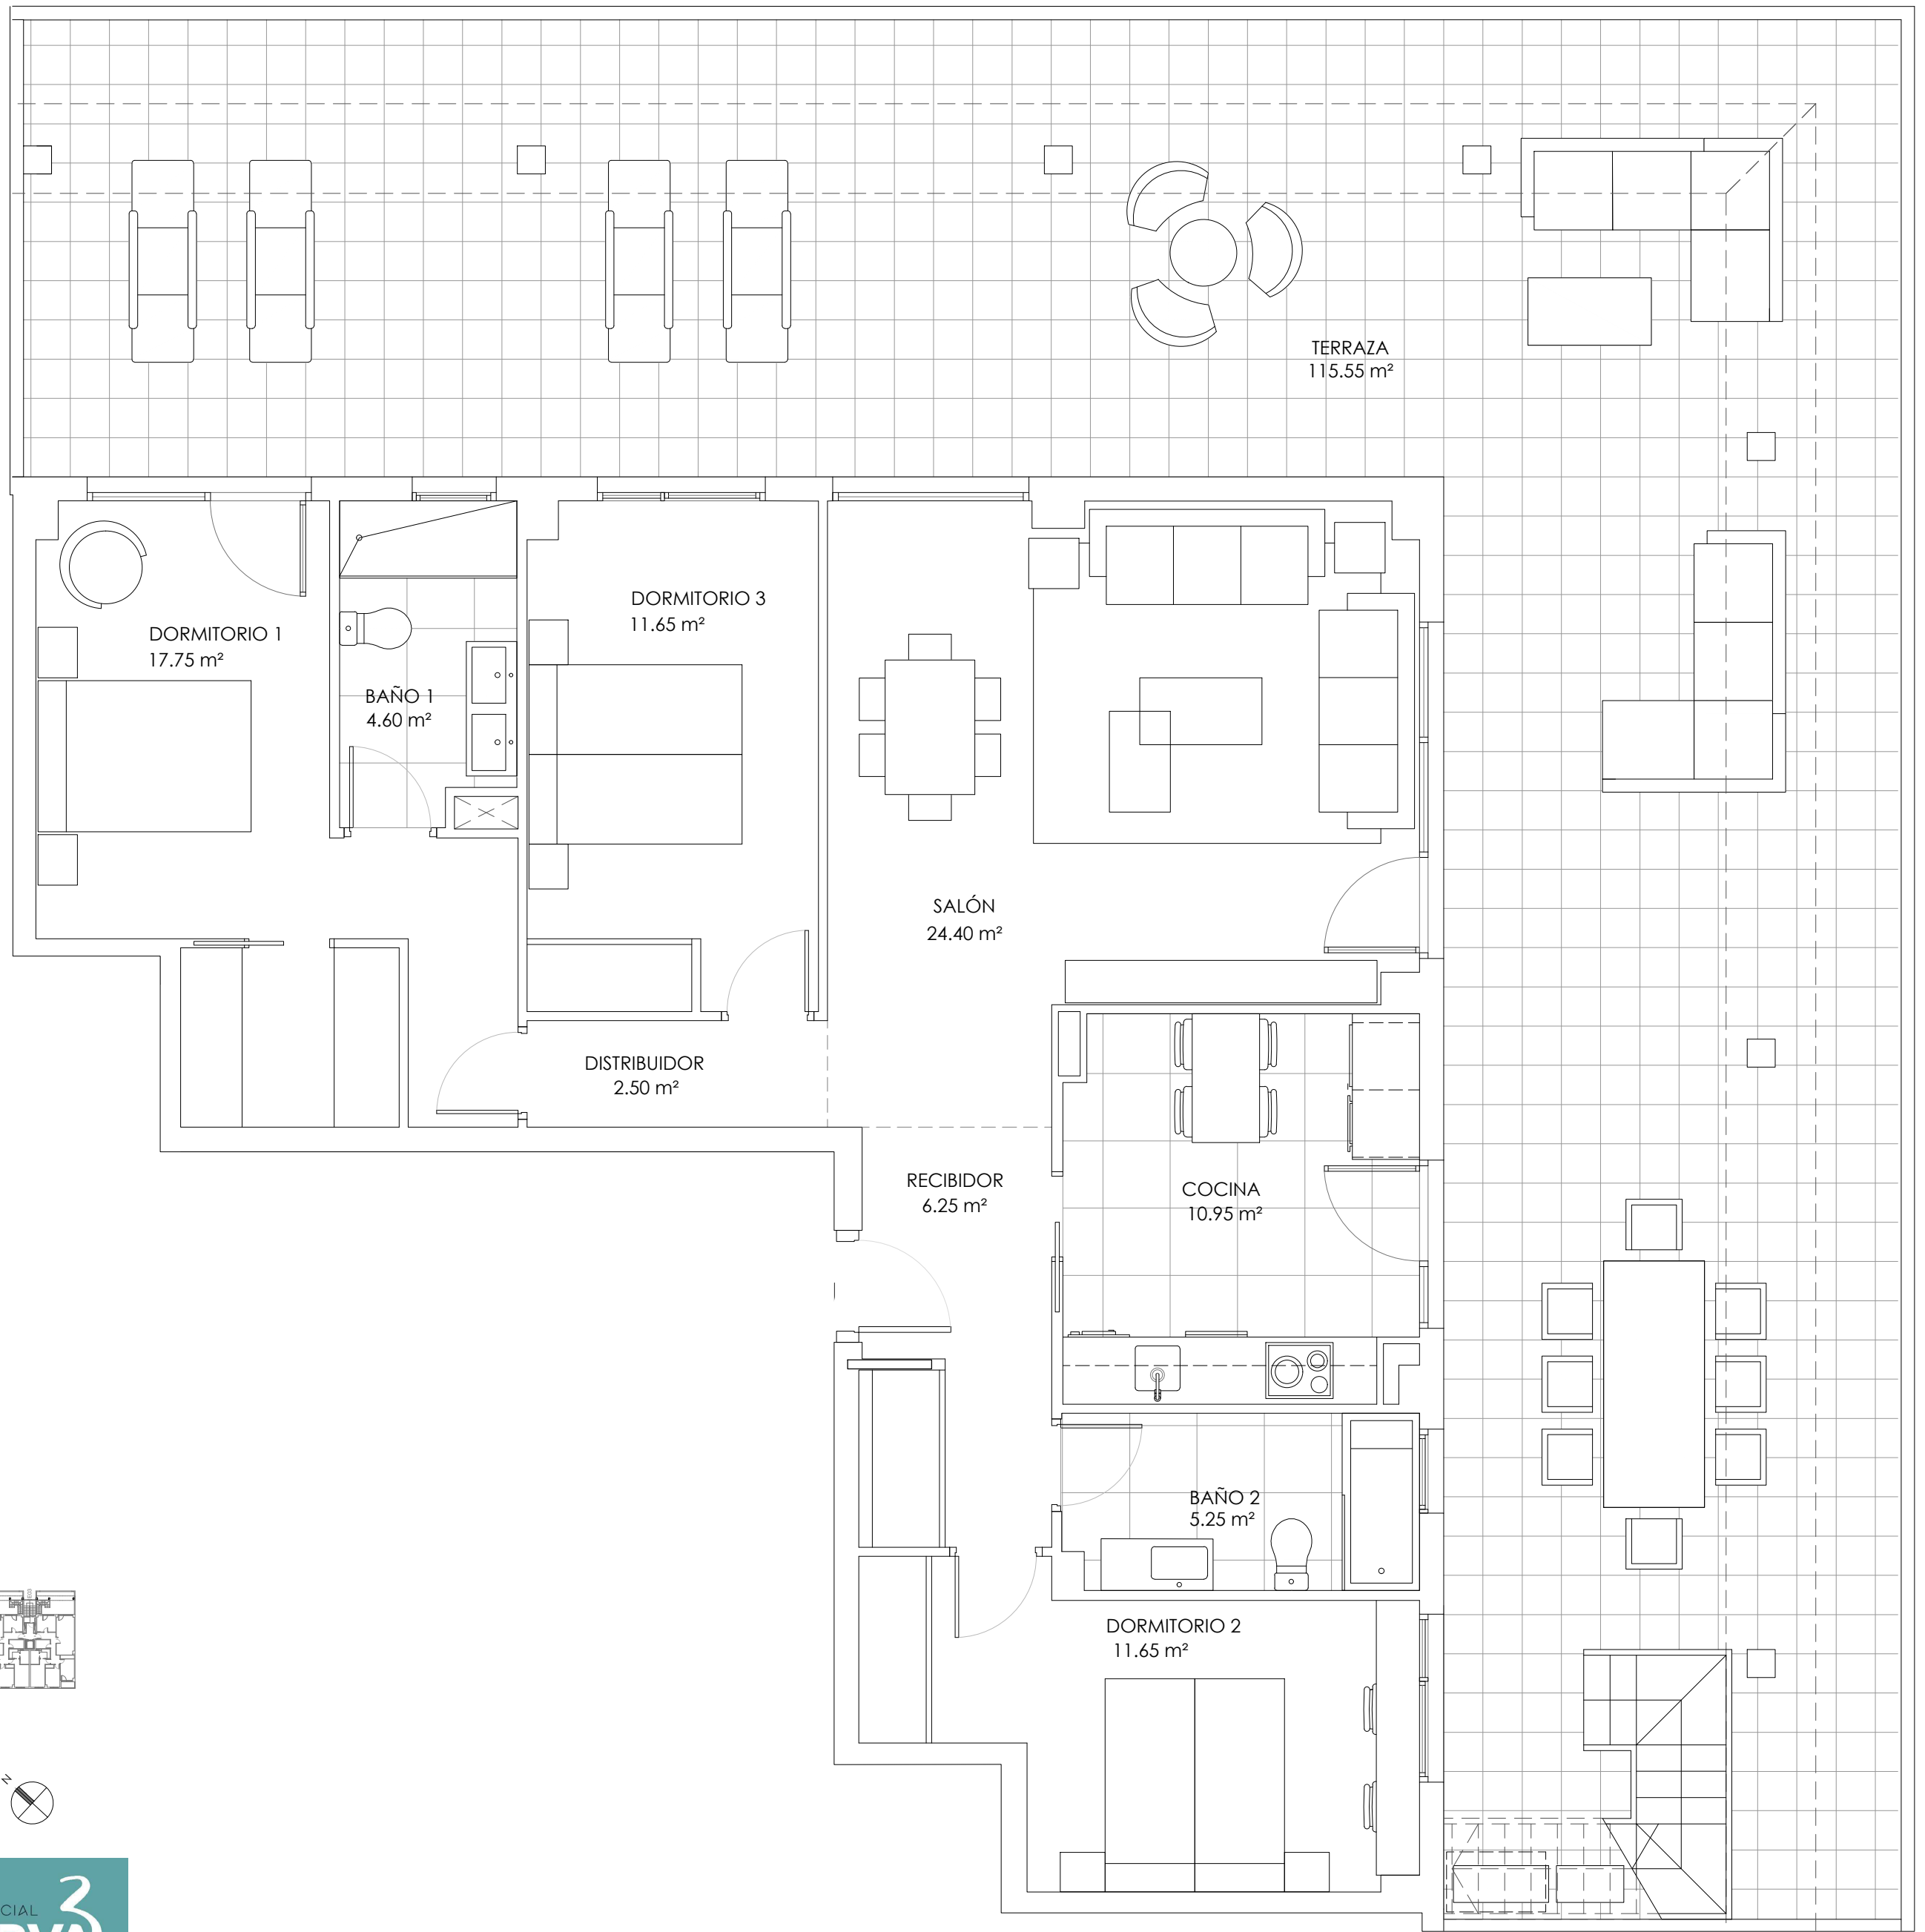 TERRAZA
115.55 m²
DORMITORIO 3
11.65 m²
DORMITORIO 1
17.75 m²
BAÑO 1
4.60 m²
SALÓN
24.40 m²
DISTRIBUIDOR
2.50 m²
RECIBIDOR
6.25 m²
COCINA
10.95 m²
BAÑO 2
5.25 m²
DORMITORIO 2
11.65 m²
N
CIAL
3